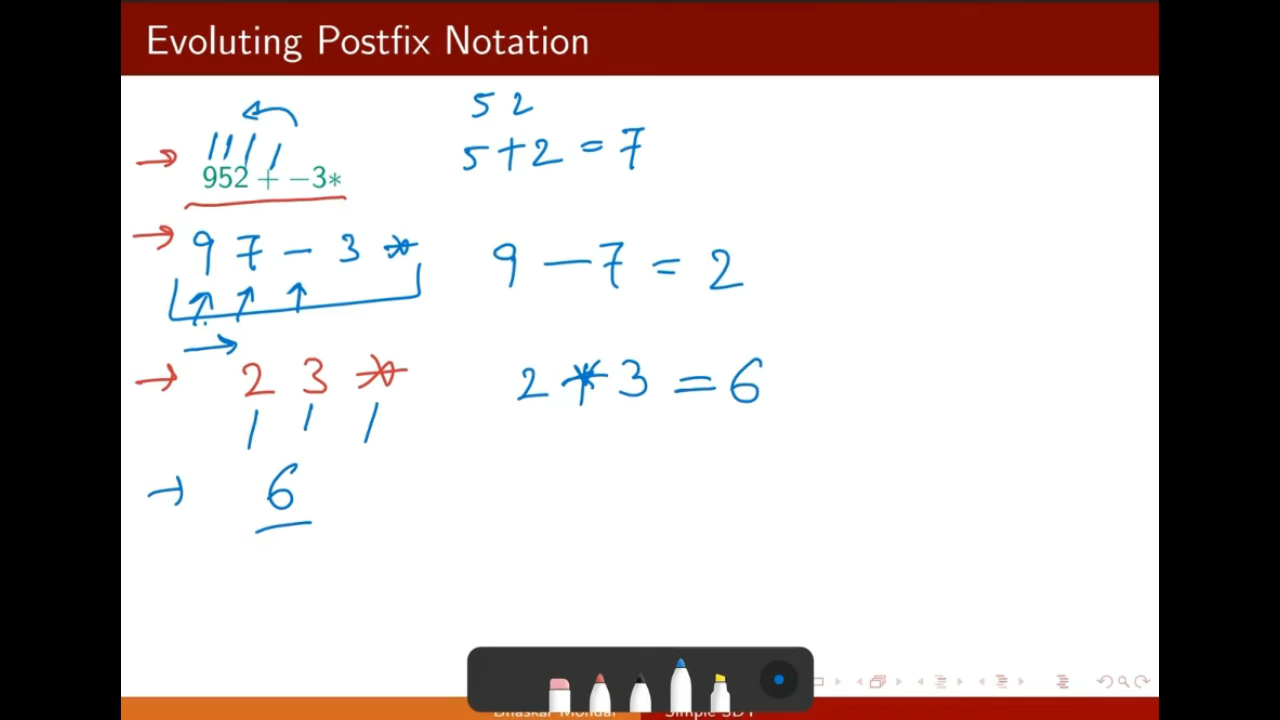 Evoluting Postfix Notation
5 2
952 + −3*
5 + 2 = 7
9 7 − 3 *
9 − 7 = 2
2 3 *
2 * 3 = 6
6